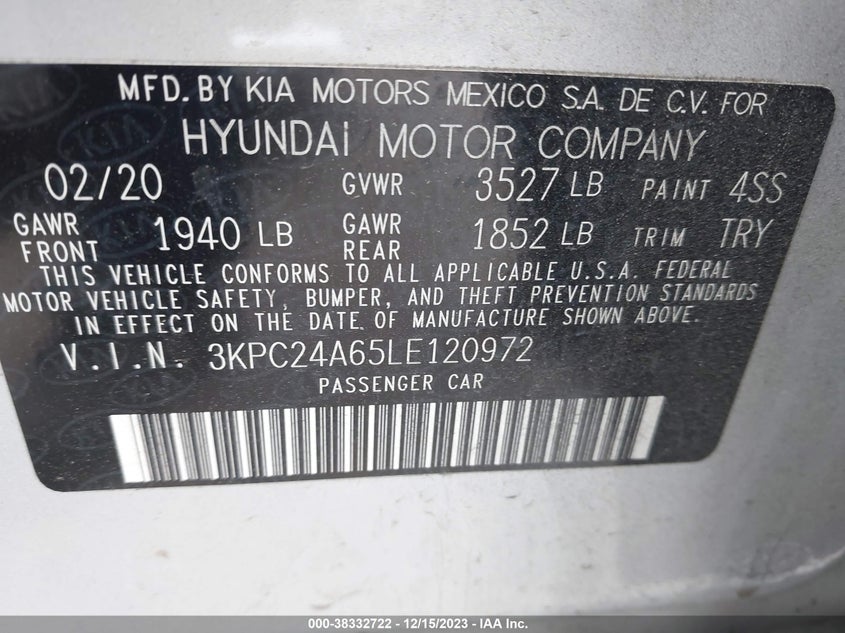 MFD. BY KIA MOTORS MEXICO S.A. DE C.V. FOR
HYUNDAI MOTOR COMPANY
02/20 GVWR 3527 LB PAINT 4SS
GAWR FRONT 1940 LB GAWR REAR 1852 LB TRIM TRY
THIS VEHICLE CONFORMS TO ALL APPLICABLE U.S.A. FEDERAL
MOTOR VEHICLE SAFETY, BUMPER, AND THEFT PREVENTION STANDARDS
IN EFFECT ON THE DATE OF MANUFACTURE SHOWN ABOVE.
V.I.N. 3KPC24A65LE120972
PASSENGER CAR
000-38332722 - 12/15/2023 - IAA Inc.